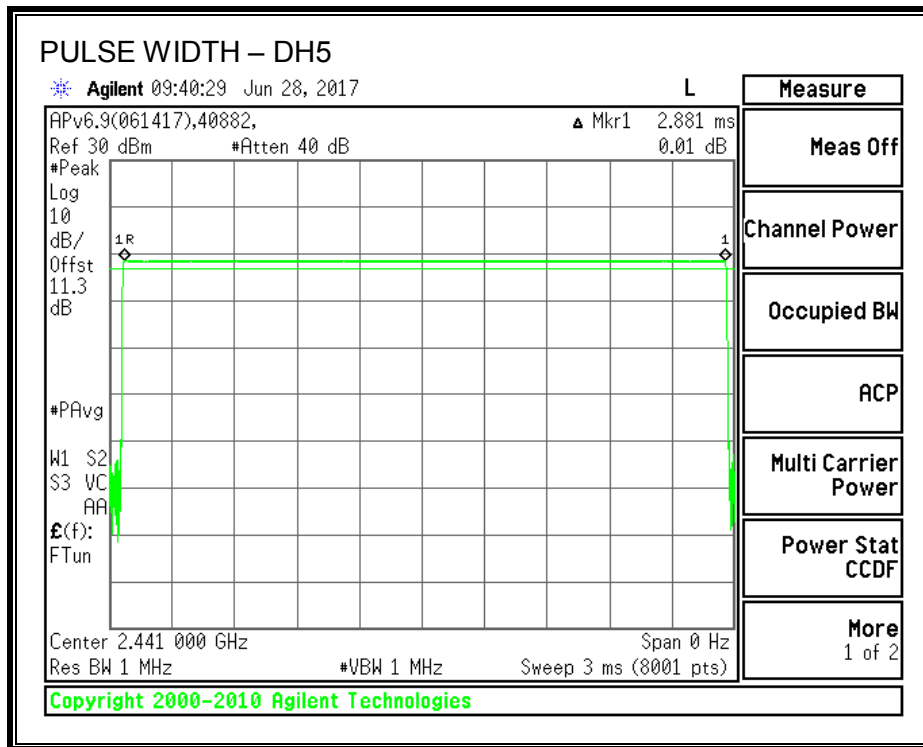 PULSE WIDTH – DH5
Agilent 09:40:29 Jun 28, 2017 L
APv6.9(061417),40882, Δ Mkr1 2.881 ms
Ref 30 dBm #Atten 40 dB 0.01 dB
#Peak
Log
10
dB/
Offst
11.3
dB
1R 1
#PAvg
W1 S2
S3 VC
AA
£(f):
FTun
Center 2.441 000 GHz Span 0 Hz
Res BW 1 MHz #VBW 1 MHz Sweep 3 ms (8001 pts)
Copyright 2000-2010 Agilent Technologies
Measure
Meas Off
Channel Power
Occupied BW
ACP
Multi Carrier
Power
Power Stat
CCDF
More
1 of 2